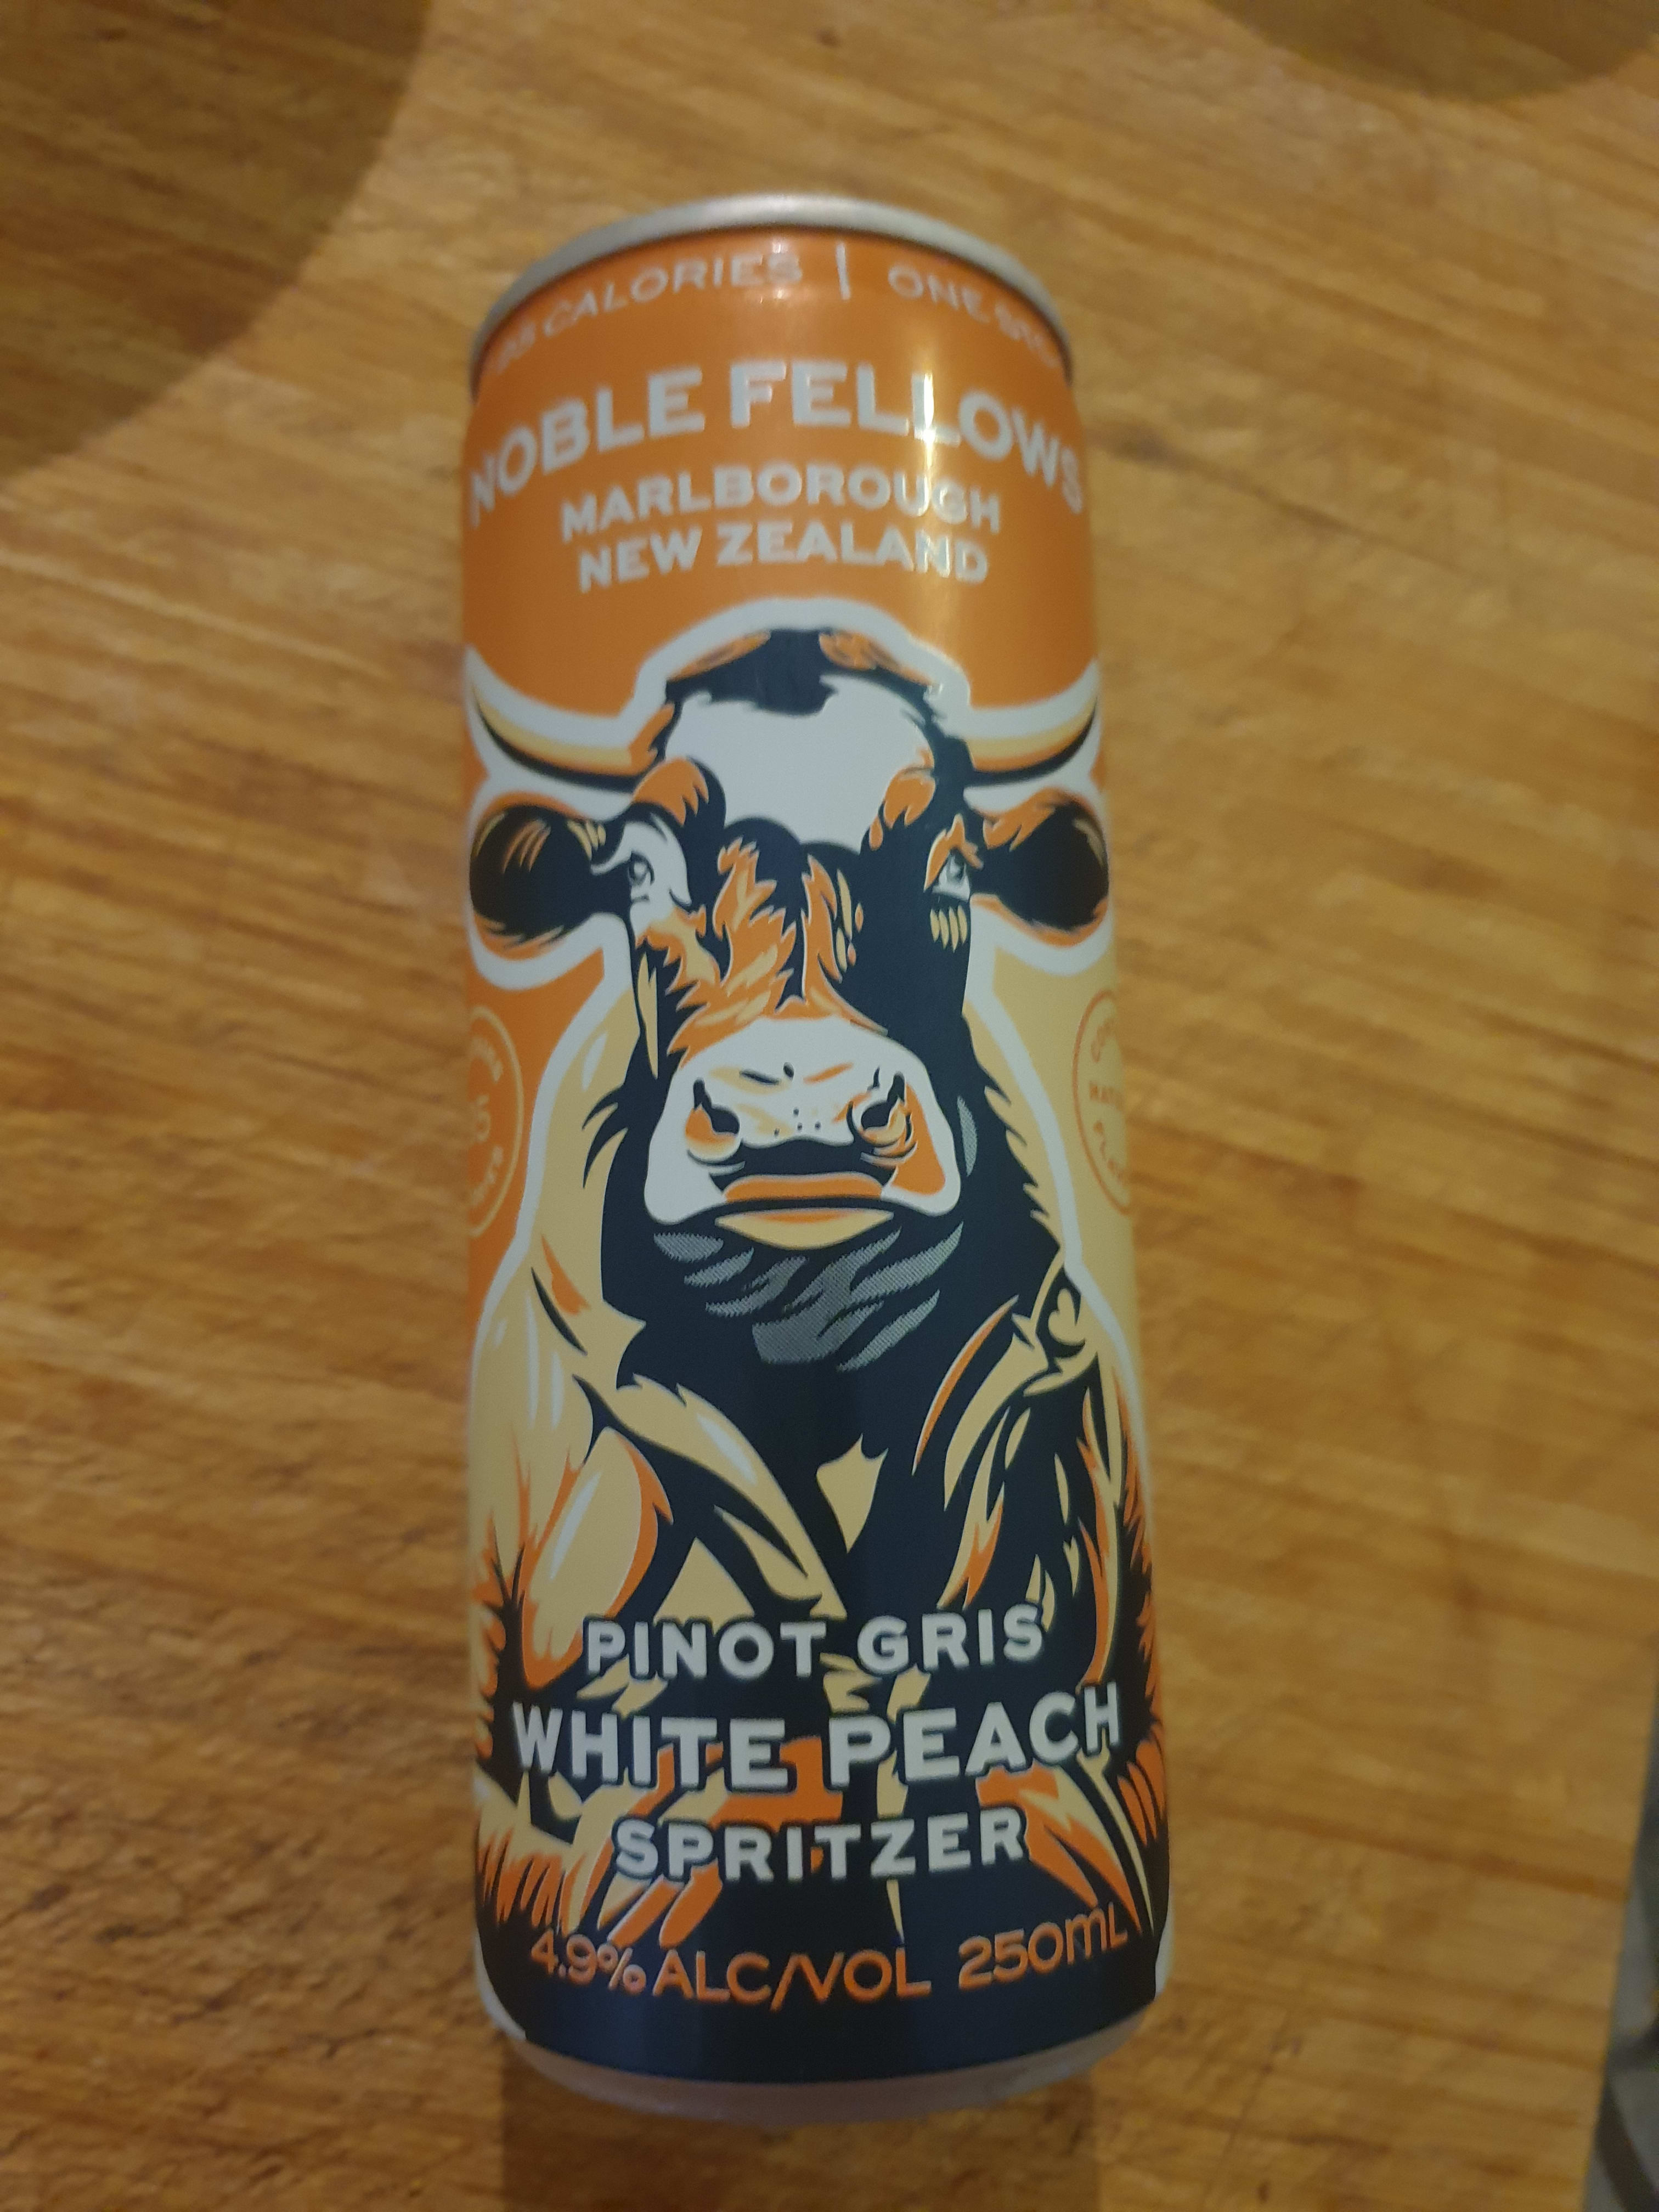 CALORIES | ONE
NOBLE FELLOWS
MARLBOROUGH
NEW ZEALAND
PINOT GRIS
WHITE PEACH
SPRITZER
4.9% ALC/VOL 250mL